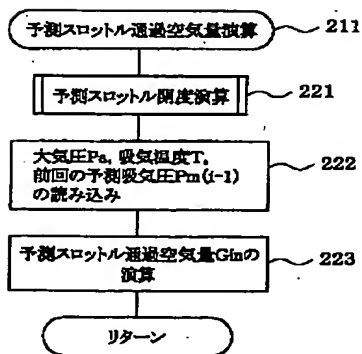 予測スロットル通過空気量演算
211
予測スロットル開度演算
221
大気圧Pa, 吸気温度T,
前回の予測吸気圧Pm(i-1)
の読み込み
222
予測スロットル通過空気量Ginの
演算
223
リターン